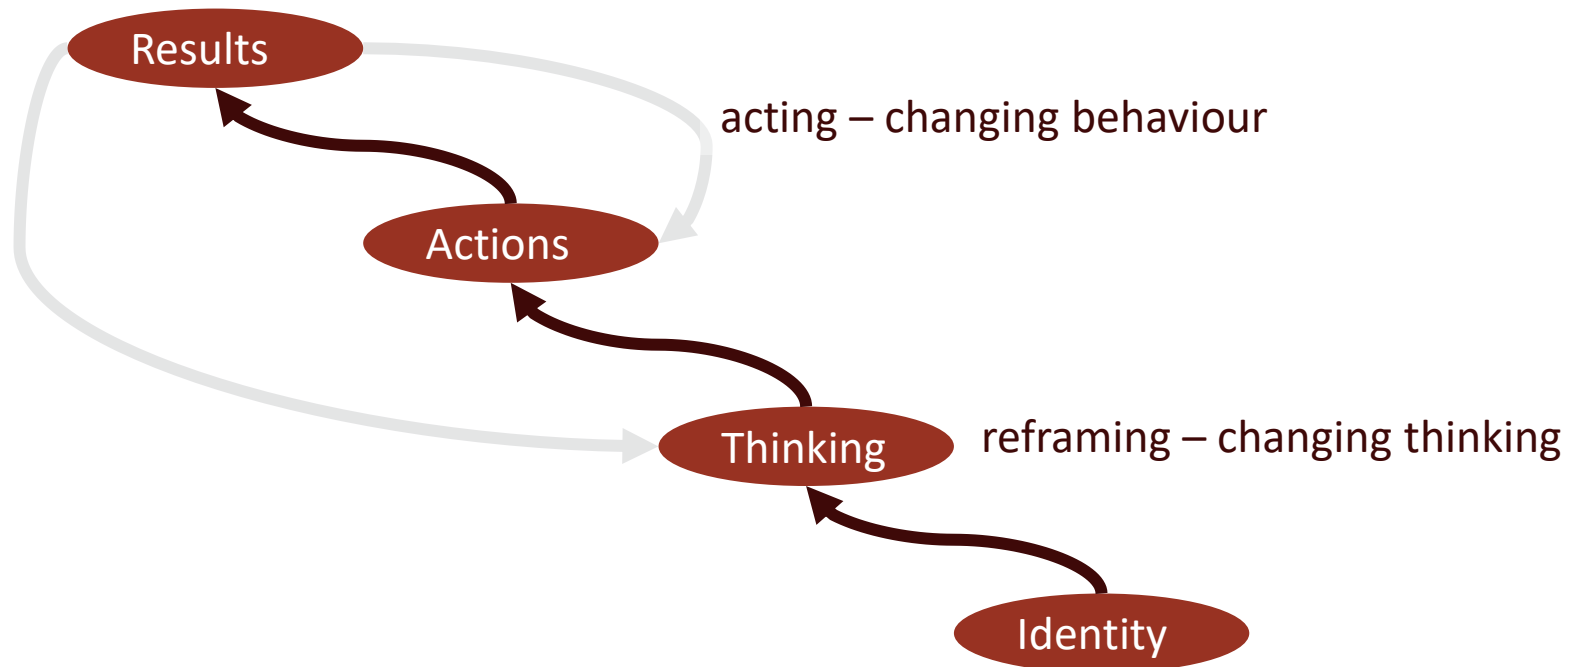 Results
acting – changing behaviour
Actions
Thinking
reframing – changing thinking
Identity